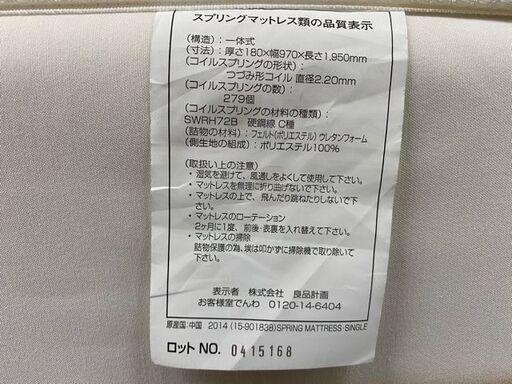 スプリングマットレス類の品質表示
(構造):一体式
(寸法):厚さ180×幅970×長さ1,950mm
(コイルスプリングの形状):
つづみ形コイル 直径2.20mm
(コイルスプリングの数):
279個
(コイルスプリングの材料の種類):
SWRH72B 硬鋼線 C種
(詰物の材料):フェルト(ポリエステル) ウレタンフォーム
(側生地の組成):ポリエステル100%
(取扱い上の注意)
・湿気を避けて、風通しをよくして使用して下さい。
・マットレスを無理に折り曲げないで下さい。
・マットレスの上で、飛んだり跳ねたりしないで下さい。
・マットレスのローテーション
2ヶ月に1度、前後・表裏を入れ替えて下さい。
・マットレスの掃除
詰物保護の為、埃は叩かずに掃除機で取り除いて
下さい。
表示者 株式会社 良品計画
お客様室でんわ 0120-14-6404
原産国:中国 2014 (15-901838)SPRING MATTRESS·SINGLE
ロット NO. 0415168